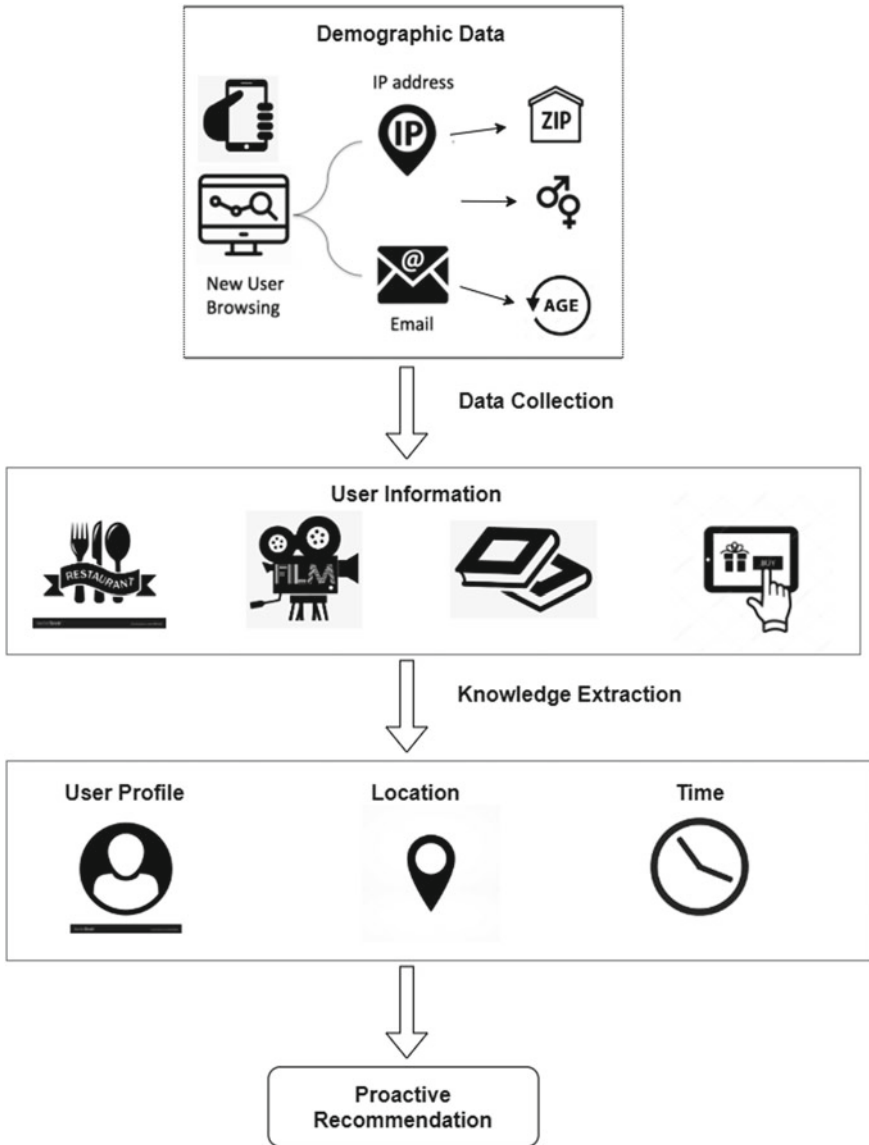 Demographic Data
IP address
IP
ZIP
New User
Browsing
@
Email
AGE
Data Collection
User Information
RESTAURANT
FILM
BUY
Knowledge Extraction
User Profile
Location
Time
Proactive
Recommendation